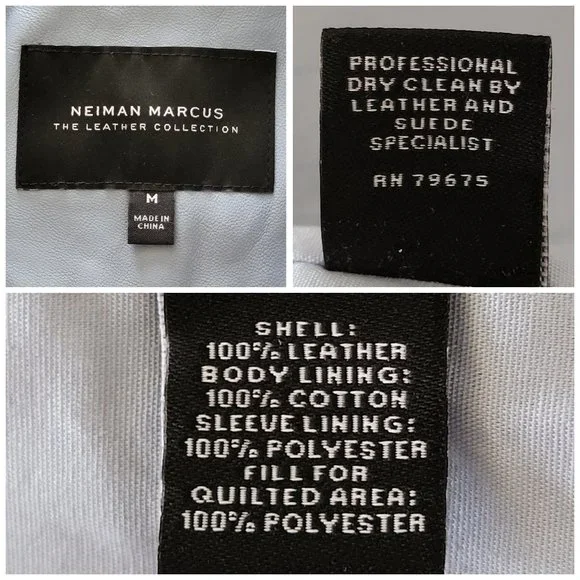 NEIMAN MARCUS
THE LEATHER COLLECTION
M
MADE IN
CHINA
PROFESSIONAL
DRY CLEAN BY
LEATHER AND
SUEDE
SPECIALIST
RN 79675
SHELL:
100% LEATHER
BODY LINING:
100% COTTON
SLEEVE LINING:
100% POLYESTER
FILL FOR
QUILTED AREA:
100% POLYESTER